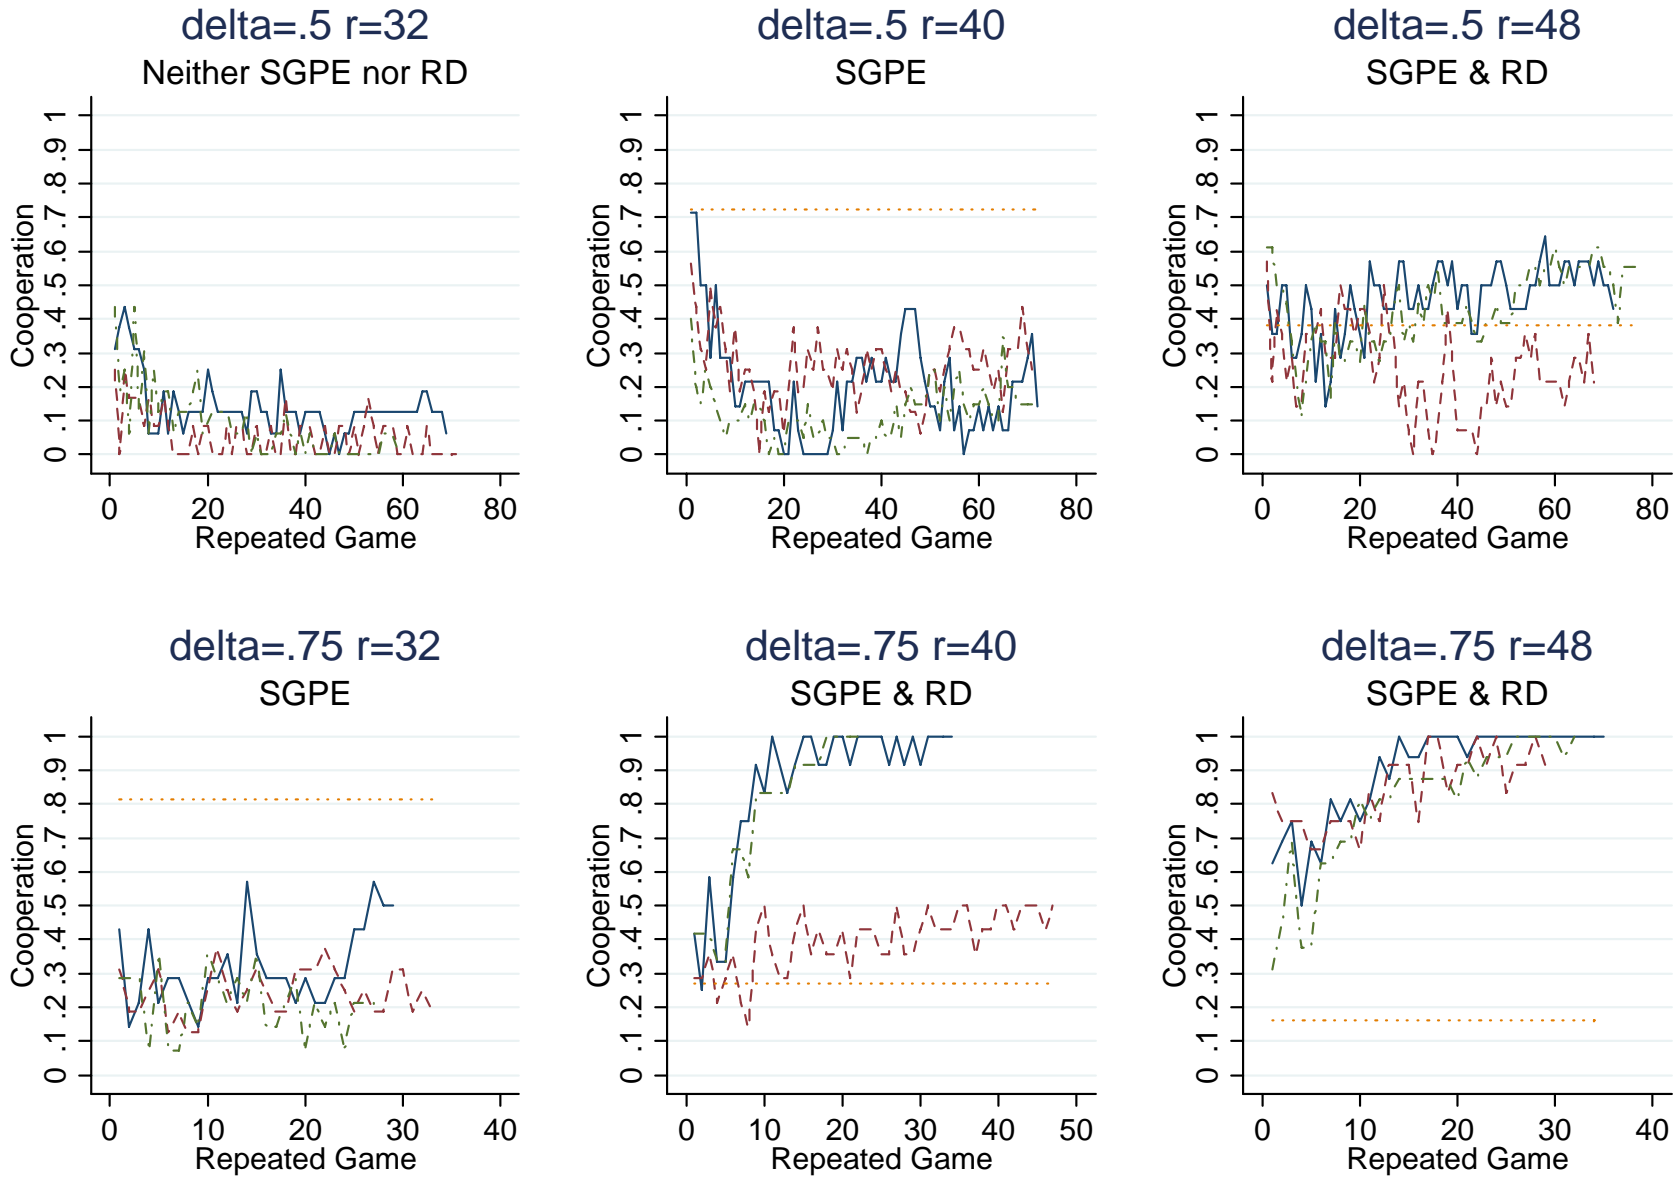 delta=.5 r=32
Neither SGPE nor RD
Cooperation
0 .1 .2 .3 .4 .5 .6 .7 .8 .9 1
0 20 40 60 80
Repeated Game
delta=.5 r=40
SGPE
Cooperation
0 .1 .2 .3 .4 .5 .6 .7 .8 .9 1
0 20 40 60 80
Repeated Game
delta=.5 r=48
SGPE & RD
Cooperation
0 .1 .2 .3 .4 .5 .6 .7 .8 .9 1
0 20 40 60 80
Repeated Game
delta=.75 r=32
SGPE
Cooperation
0 .1 .2 .3 .4 .5 .6 .7 .8 .9 1
0 10 20 30 40
Repeated Game
delta=.75 r=40
SGPE & RD
Cooperation
0 .1 .2 .3 .4 .5 .6 .7 .8 .9 1
0 10 20 30 40 50
Repeated Game
delta=.75 r=48
SGPE & RD
Cooperation
0 .1 .2 .3 .4 .5 .6 .7 .8 .9 1
0 10 20 30 40
Repeated Game